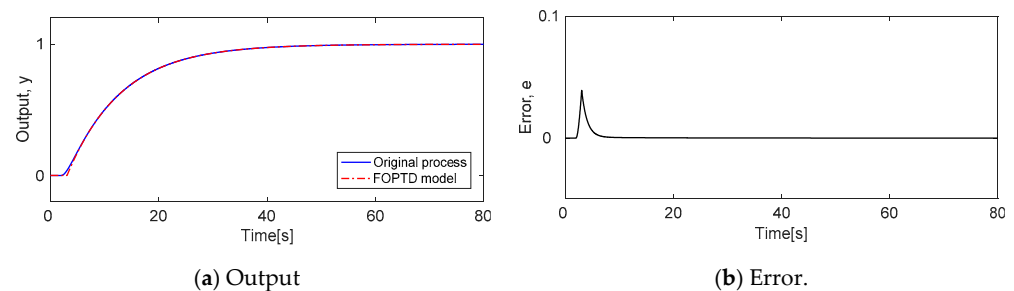 Output, y
1
0
Original process
FOPTD model
0 20 40 60 80
Time[s]
(a) Output
Error, e
0.1
0
0 20 40 60 80
Time[s]
(b) Error.